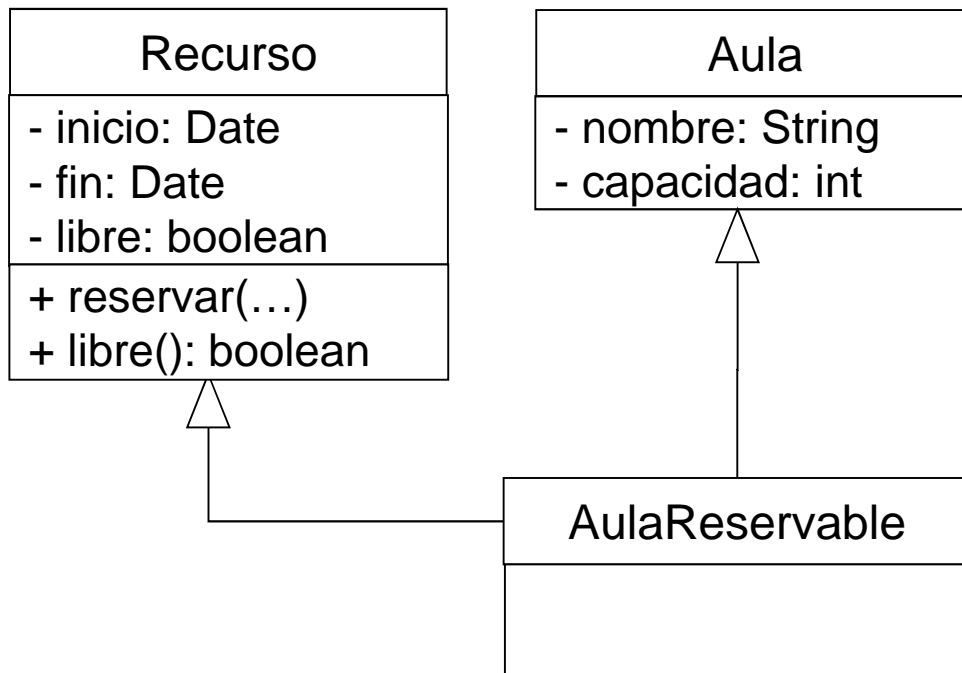 Recurso
- inicio: Date
- fin: Date
- libre: boolean
+ reservar(…)
+ libre(): boolean
Aula
- nombre: String
- capacidad: int
AulaReservable